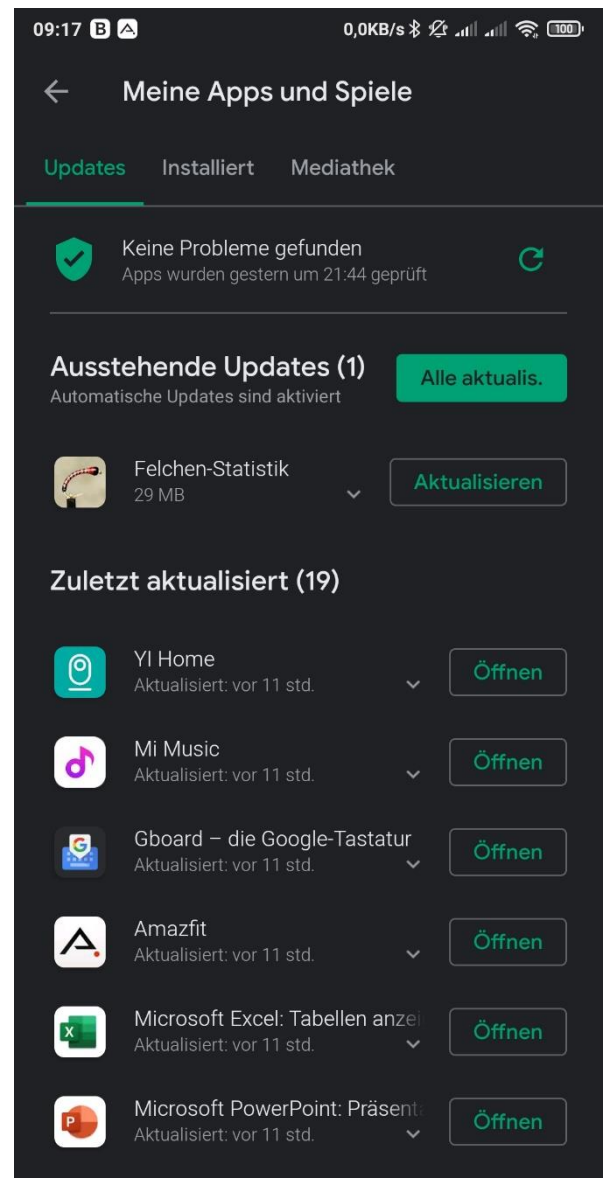 09:17 B A 0,0KB/s 100
Meine Apps und Spiele
Updates Installiert Mediathek
Keine Probleme gefunden
Apps wurden gestern um 21:44 geprüft
Ausstehende Updates (1)
Alle aktualis.
Automatische Updates sind aktiviert
Felchen-Statistik
29 MB
Aktualisieren
Zuletzt aktualisiert (19)
YI Home
Aktualisiert: vor 11 std.
Öffnen
Mi Music
Aktualisiert: vor 11 std.
Öffnen
Gboard – die Google-Tastatur
Aktualisiert: vor 11 std.
Öffnen
Amazfit
Aktualisiert: vor 11 std.
Öffnen
Microsoft Excel: Tabellen anzei
Aktualisiert: vor 11 std.
Öffnen
Microsoft PowerPoint: Präsent
Aktualisiert: vor 11 std.
Öffnen